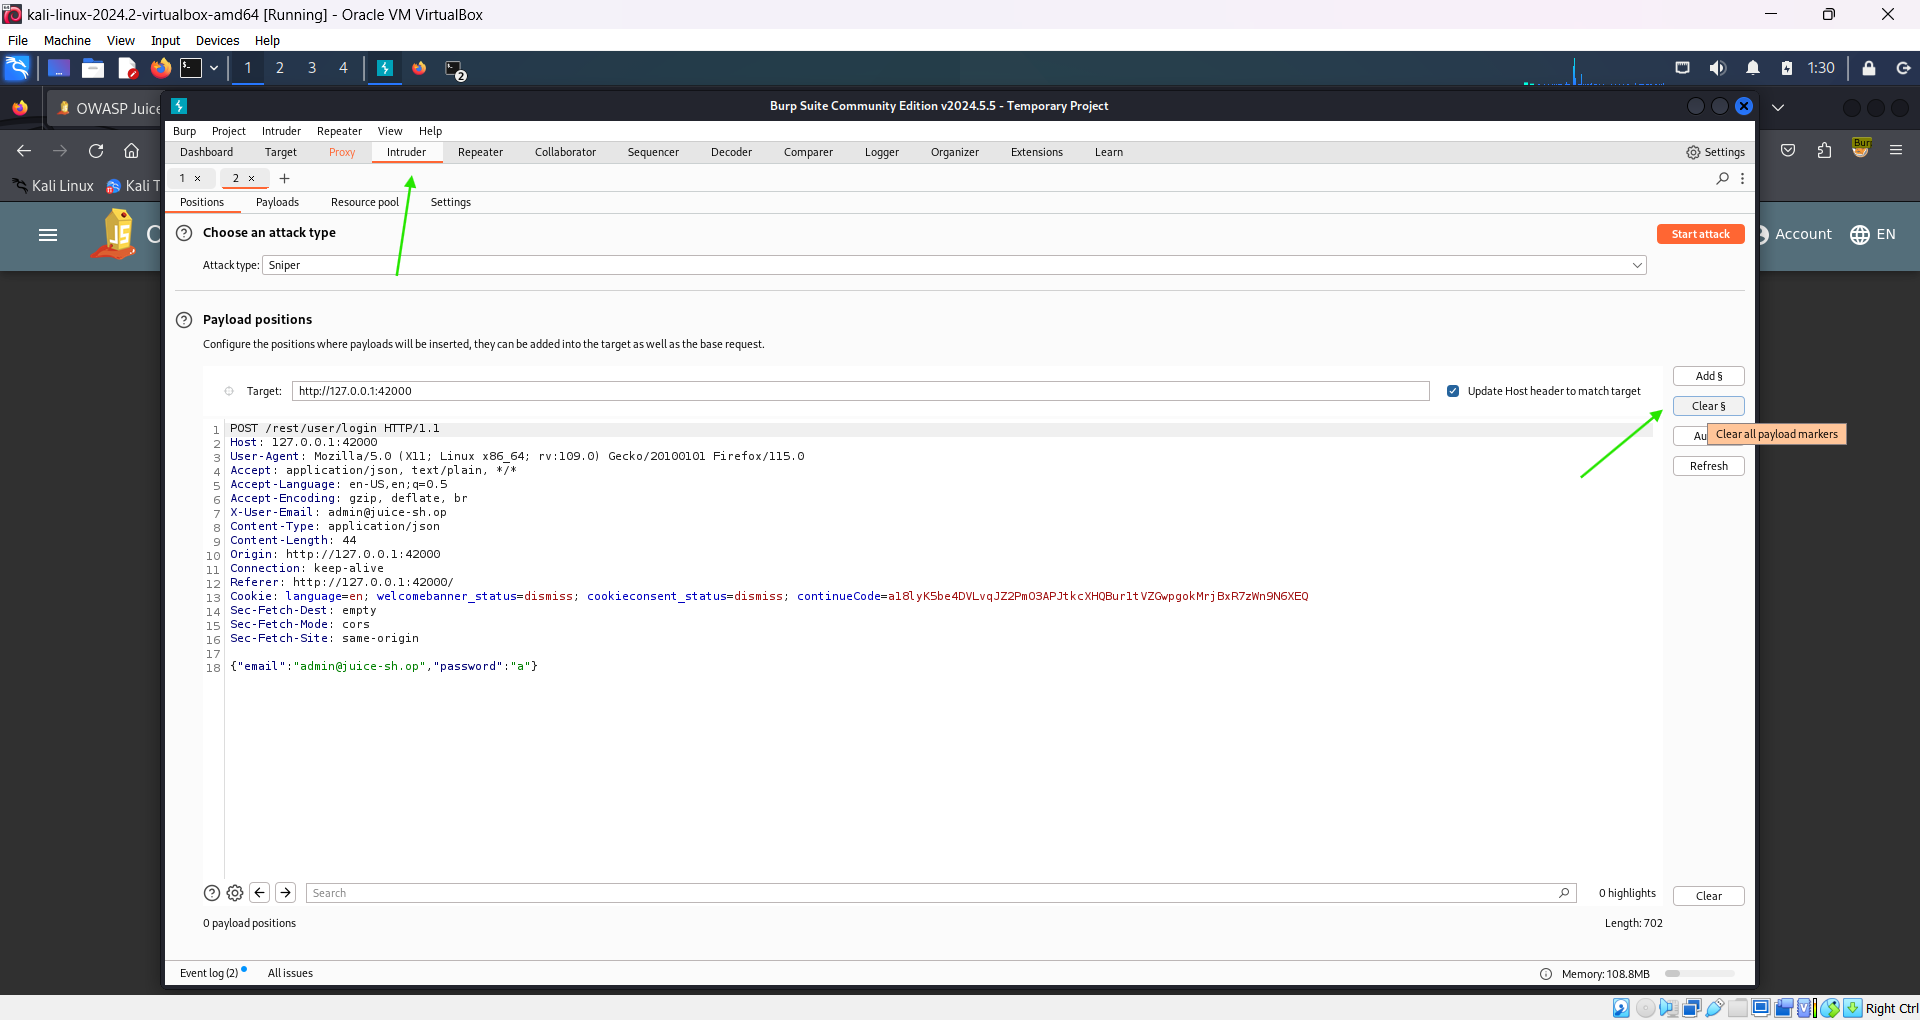 kali-linux-2024.2-virtualbox-amd64 [Running] - Oracle VM VirtualBox
File Machine View Input Devices Help
1 2 3 4 2 1:30
OWASP Juice
Burp Suite Community Edition v2024.5.5 - Temporary Project
Burp Project Intruder Repeater View Help
Dashboard Target Proxy Intruder Repeater Collaborator Sequencer Decoder Comparer Logger Organizer Extensions Learn Settings
Kali Linux Kali T
1 × 2 × +
Positions Payloads Resource pool Settings
JS O
Account EN
? Choose an attack type
Start attack
Attack type: Sniper
? Payload positions
Configure the positions where payloads will be inserted, they can be added into the target as well as the base request.
Add §
Target: http://127.0.0.1:42000 Update Host header to match target
Clear §
Clear all payload markers
Au
Refresh
1 POST /rest/user/login HTTP/1.1
2 Host: 127.0.0.1:42000
3 User-Agent: Mozilla/5.0 (X11; Linux x86_64; rv:109.0) Gecko/20100101 Firefox/115.0
4 Accept: application/json, text/plain, */*
5 Accept-Language: en-US,en;q=0.5
6 Accept-Encoding: gzip, deflate, br
7 X-User-Email: admin@juice-sh.op
8 Content-Type: application/json
9 Content-Length: 44
10 Origin: http://127.0.0.1:42000
11 Connection: keep-alive
12 Referer: http://127.0.0.1:42000/
13 Cookie: language=en; welcomebanner_status=dismiss; cookieconsent_status=dismiss; continueCode=a18lyK5be4DVLvqJZ2PmO3APJtkcXHQBur1tVZGwpgokMrjBxR7zWn9N6XEQ
14 Sec-Fetch-Dest: empty
15 Sec-Fetch-Mode: cors
16 Sec-Fetch-Site: same-origin
17
18 {"email":"admin@juice-sh.op","password":"a"}
Search
0 highlights
Clear
0 payload positions
Length: 702
Event log (2) All issues
Memory: 108.8MB
Right Ctrl